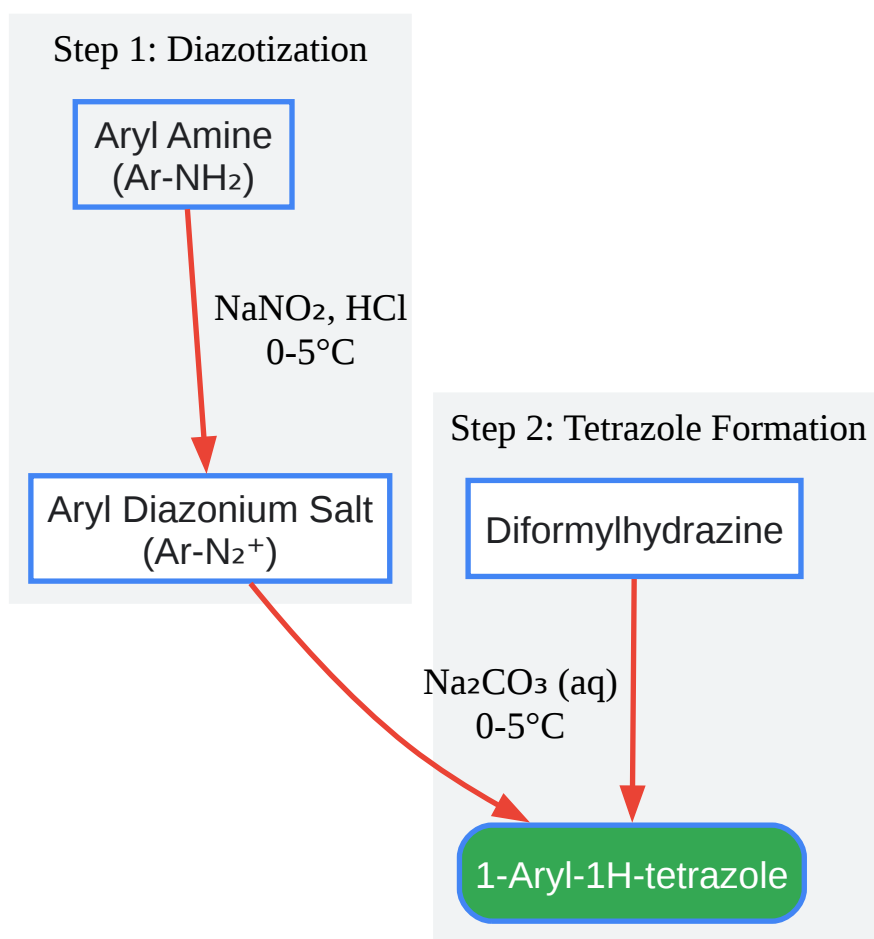 Step 1: Diazotization
Aryl Amine
(Ar-NH₂)
NaNO₂, HCl
0-5°C
Aryl Diazonium Salt
(Ar-N₂⁺)
Step 2: Tetrazole Formation
Diformylhydrazine
Na₂CO₃ (aq)
0-5°C
1-Aryl-1H-tetrazole